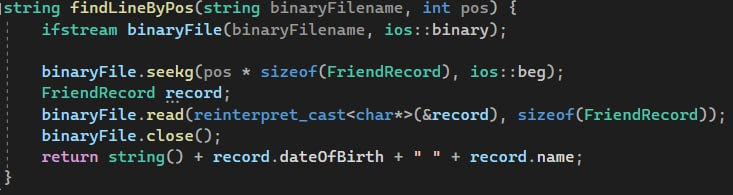 string findLineByPos(string binaryFilename, int pos) {
ifstream binaryFile(binaryFilename, ios::binary);
binaryFile.seekg(pos * sizeof(FriendRecord), ios::beg);
FriendRecord record;
binaryFile.read(reinterpret_cast<char*>(&record), sizeof(FriendRecord));
binaryFile.close();
return string() + record.dateOfBirth + " " + record.name;
}